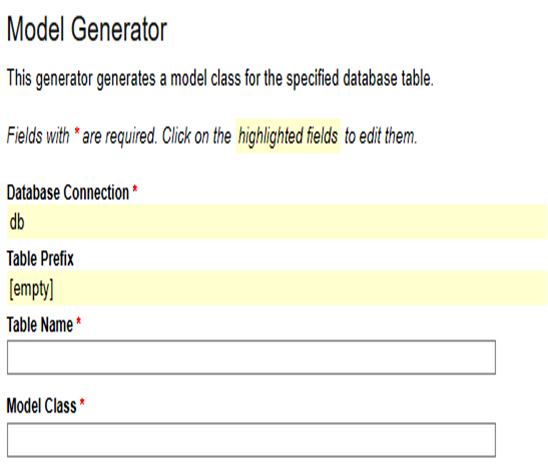 Model Generator
This generator generates a model class for the specified database table.
Fields with * are required. Click on the highlighted fields to edit them.
Database Connection *
db
Table Prefix
[empty]
Table Name *
Model Class *